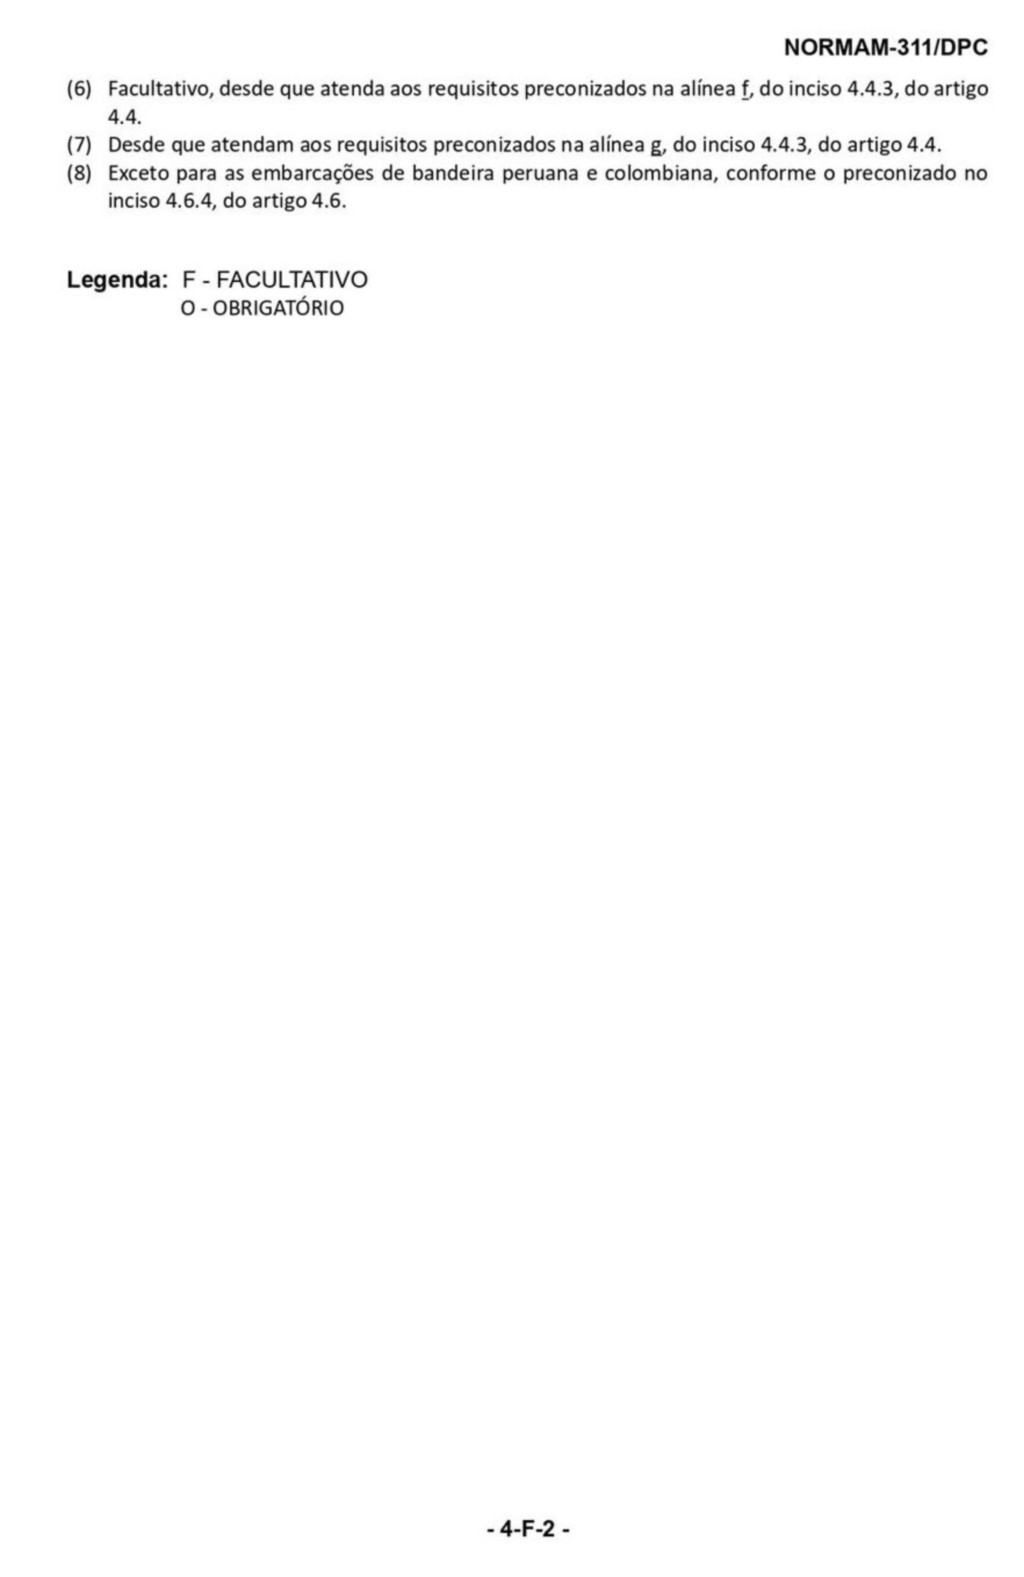 NORMAM-311/DPC
(6) Facultativo, desde que atenda aos requisitos preconizados na alínea f, do inciso 4.4.3, do artigo
4.4.
(7) Desde que atendam aos requisitos preconizados na alínea g, do inciso 4.4.3, do artigo 4.4.
(8) Exceto para as embarcações de bandeira peruana e colombiana, conforme o preconizado no
inciso 4.6.4, do artigo 4.6.
Legenda: F - FACULTATIVO
O - OBRIGATÓRIO
- 4-F-2 -